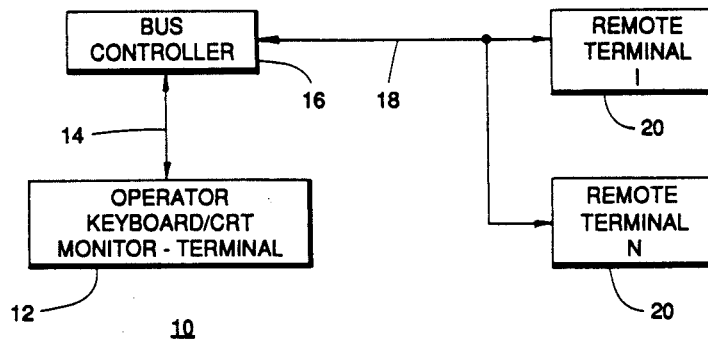 BUS
CONTROLLER
16
18
REMOTE
TERMINAL
I
20
14
OPERATOR
KEYBOARD/CRT
MONITOR - TERMINAL
12
10
REMOTE
TERMINAL
N
20